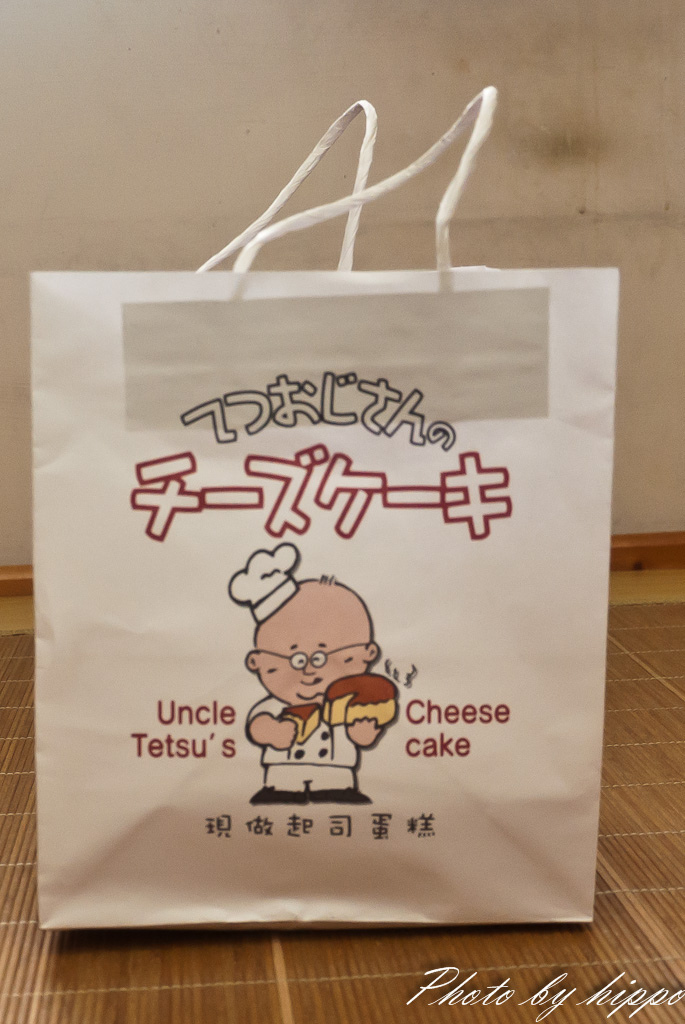 てつおじさんの
チーズケーキ
Uncle
Tetsu's
Cheese
cake
現做起司蛋糕
Photo by hippo